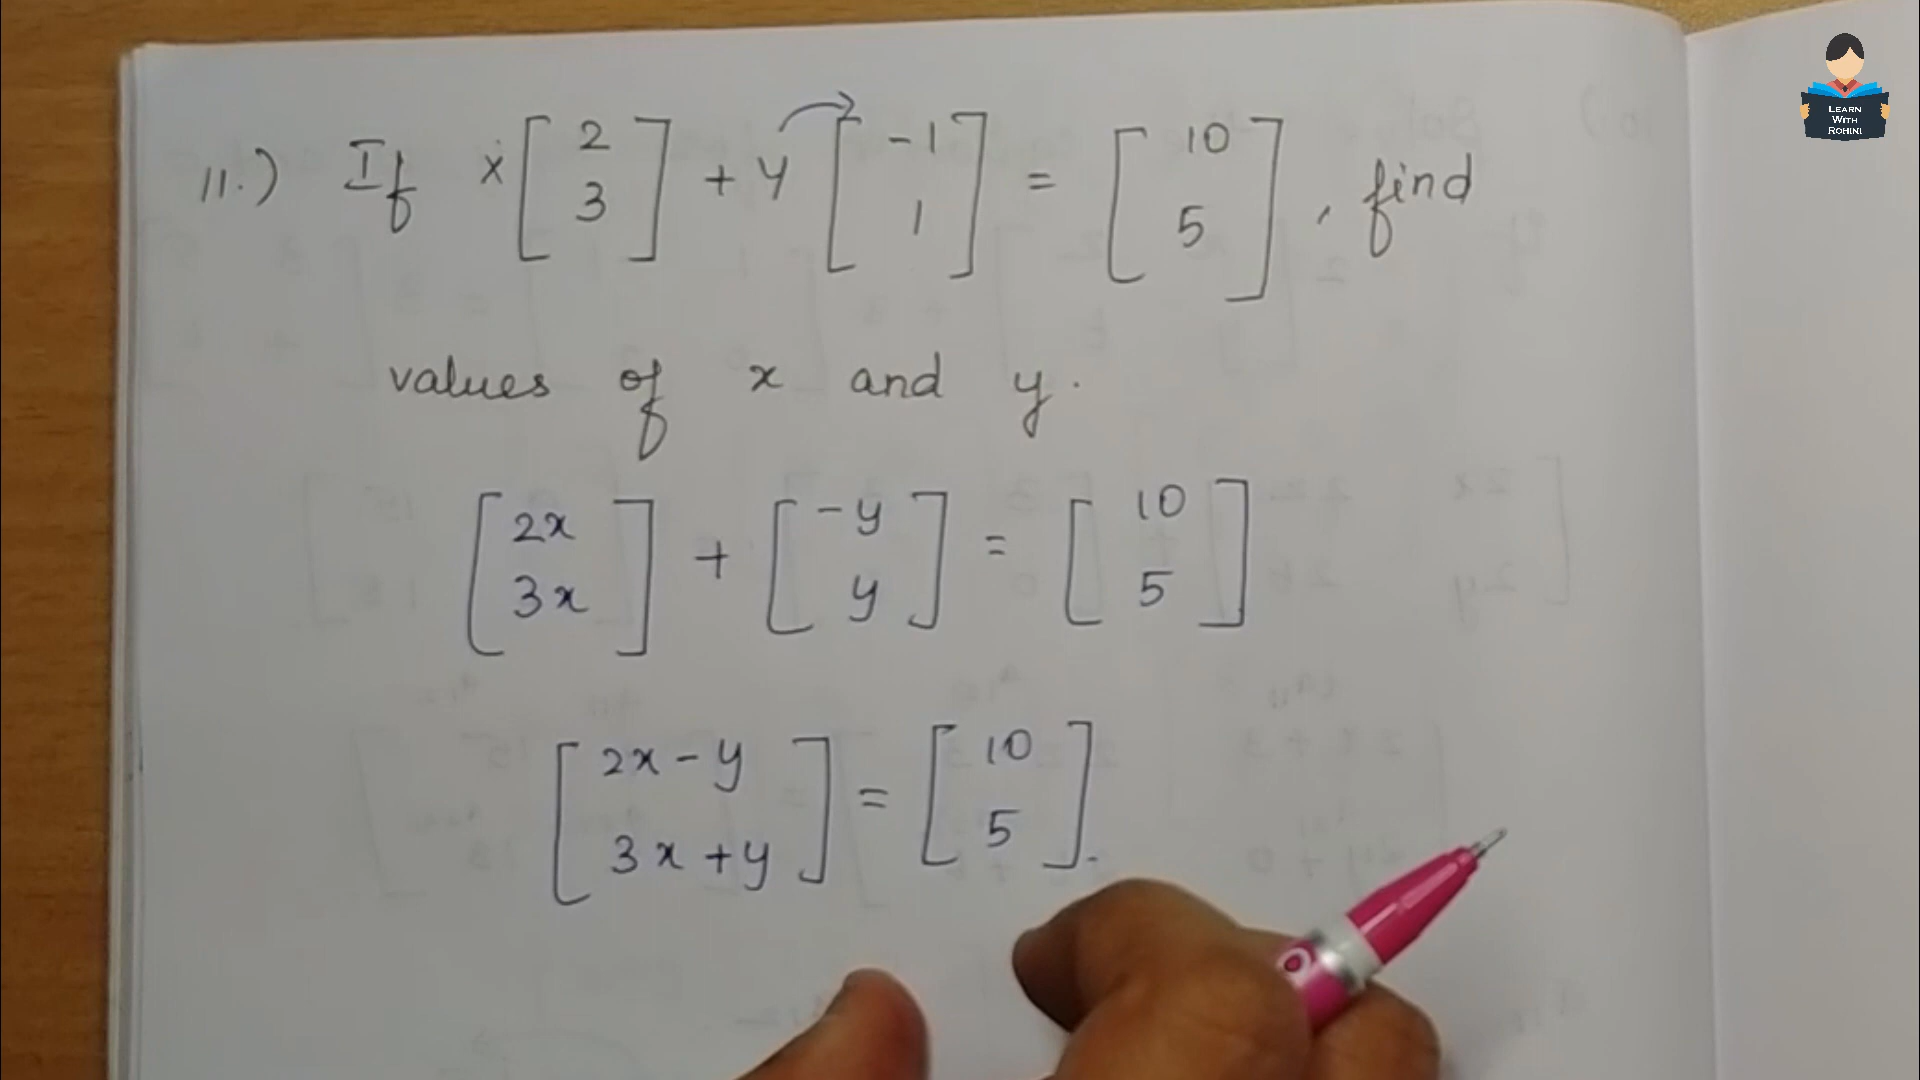 11.) If x [ 2 3 ] + y [ -1 1 ] = [ 10 5 ], find
values of x and y.
[ 2x 3x ] + [ -y y ] = [ 10 5 ]
[ 2x - y 3x + y ] = [ 10 5 ].
LEARN
WITH
ROHINI